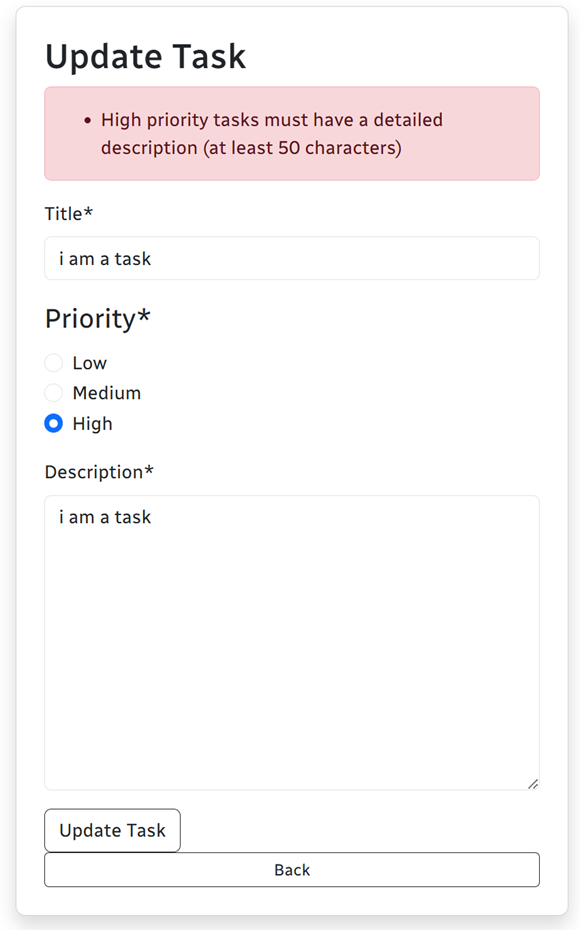 Update Task
• High priority tasks must have a detailed
description (at least 50 characters)
Title*
i am a task
Priority*
Low
Medium
High
Description*
i am a task
Update Task
Back